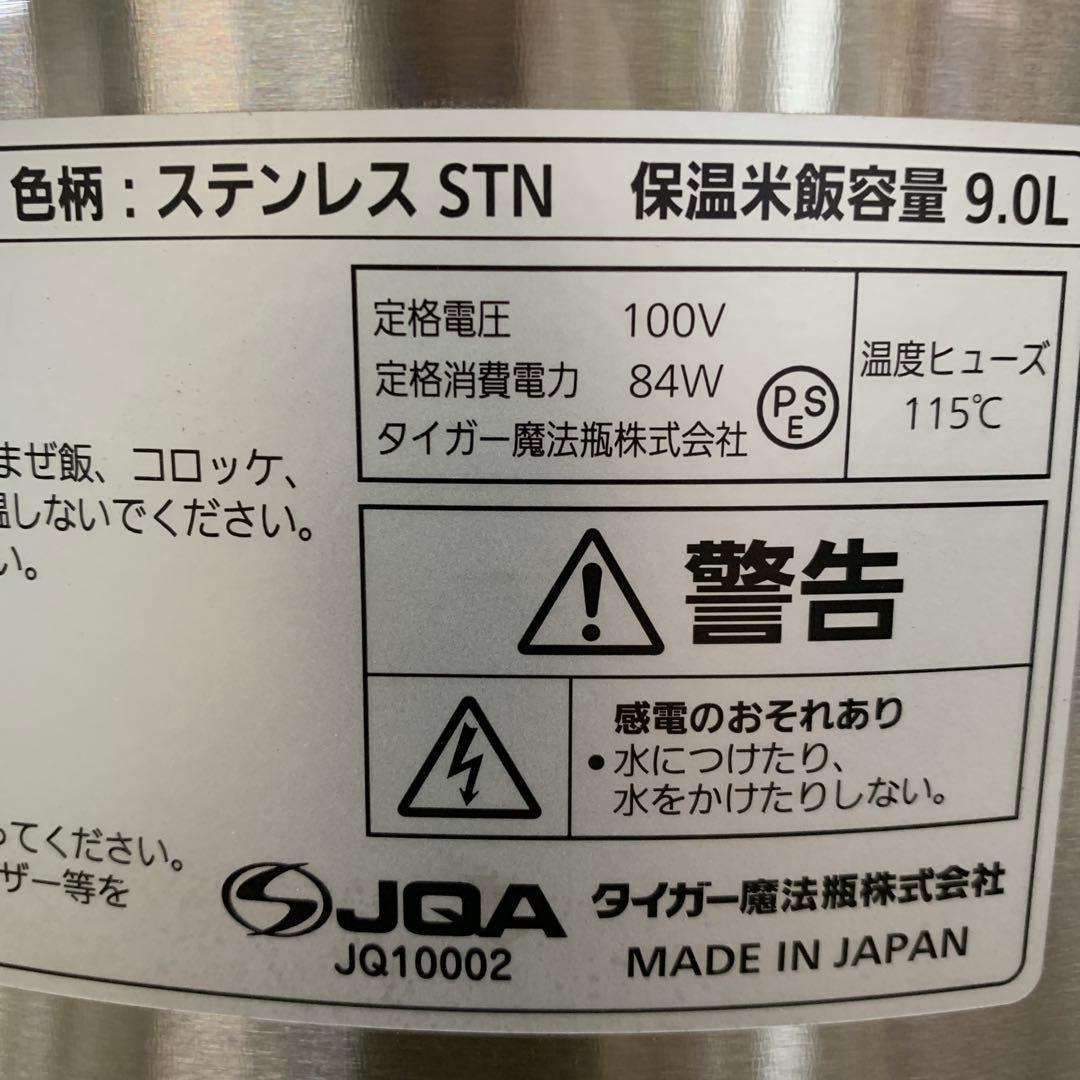 色柄：ステンレス STN 保温米飯容量 9.0L
定格電圧 100V
定格消費電力 84W
タイガー魔法瓶株式会社
PSE
温度ヒューズ
115℃
まぜ飯、コロッケ、
温しないでください。
い。
警告
感電のおそれあり
●水につけたり、
水をかけたりしない。
ってください。
ザー等を
JQA
JQ10002
タイガー魔法瓶株式会社
MADE IN JAPAN